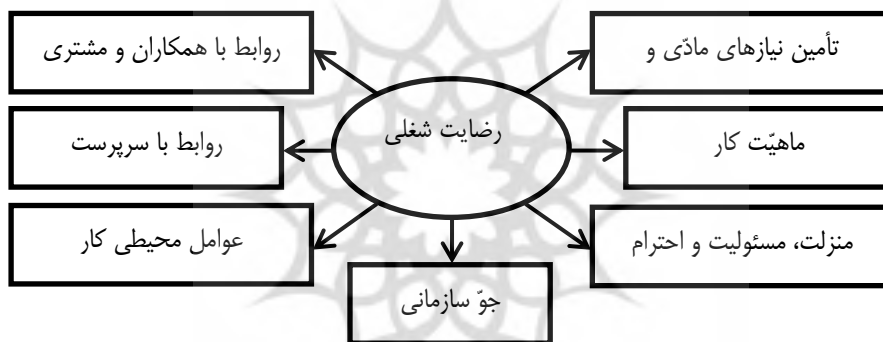 تأمین نیازهای مادّی و
روابط با همکاران و مشتری
رضایت شغلی
ماهیّت کار
روابط با سرپرست
منزلت، مسئولیت و احترام
عوامل محیطی کار
جوّ سازمانی